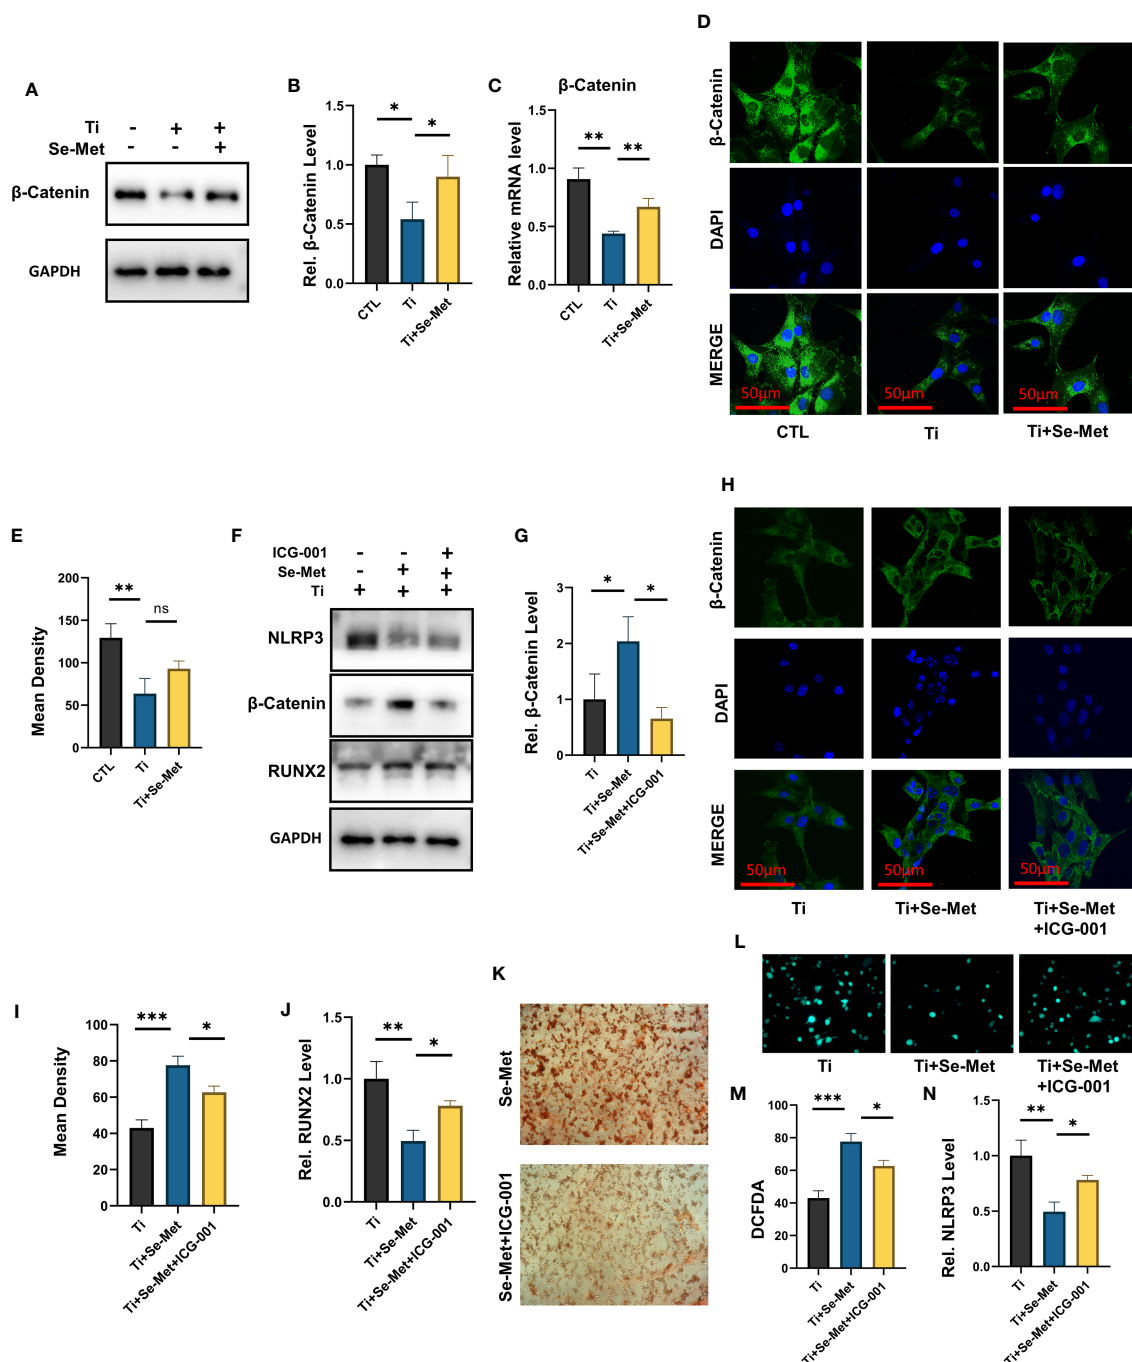 A
Ti - + +
Se-Met - - +
β-Catenin
GAPDH
B
Rel. β-Catenin Level
1.5
1.0
0.5
0.0
* *
CTL
Ti
Ti+Se-Met
C
β-Catenin
Relative mRNA level
1.5
1.0
0.5
0.0
** **
CTL
Ti
Ti+Se-Met
D
β-Catenin
DAPI
MERGE
50μm 50μm 50μm
CTL Ti Ti+Se-Met
E
Mean Density
200
150
100
50
0
** ns
CTL
Ti
Ti+Se-Met
F
ICG-001 - - +
Se-Met - + +
Ti + + +
NLRP3
β-Catenin
RUNX2
GAPDH
G
Rel. β-Catenin Level
3
2
1
0
* *
Ti
Ti+Se-Met
Ti+Se-Met+ICG-001
H
β-Catenin
DAPI
MERGE
50μm 50μm 50μm
Ti Ti+Se-Met Ti+Se-Met
+ICG-001
I
Mean Density
100
80
60
40
20
0
*** *
Ti
Ti+Se-Met
Ti+Se-Met+ICG-001
J
Rel. RUNX2 Level
1.5
1.0
0.5
0.0
** *
Ti
Ti+Se-Met
Ti+Se-Met+ICG-001
K
Se-Met
Se-Met+ICG-001
L
Ti Ti+Se-Met Ti+Se-Met
+ICG-001
M
DCFDA
100
80
60
40
20
0
*** *
Ti
Ti+Se-Met
Ti+Se-Met+ICG-001
N
Rel. NLRP3 Level
1.5
1.0
0.5
0.0
** *
Ti
Ti+Se-Met
Ti+Se-Met+ICG-001